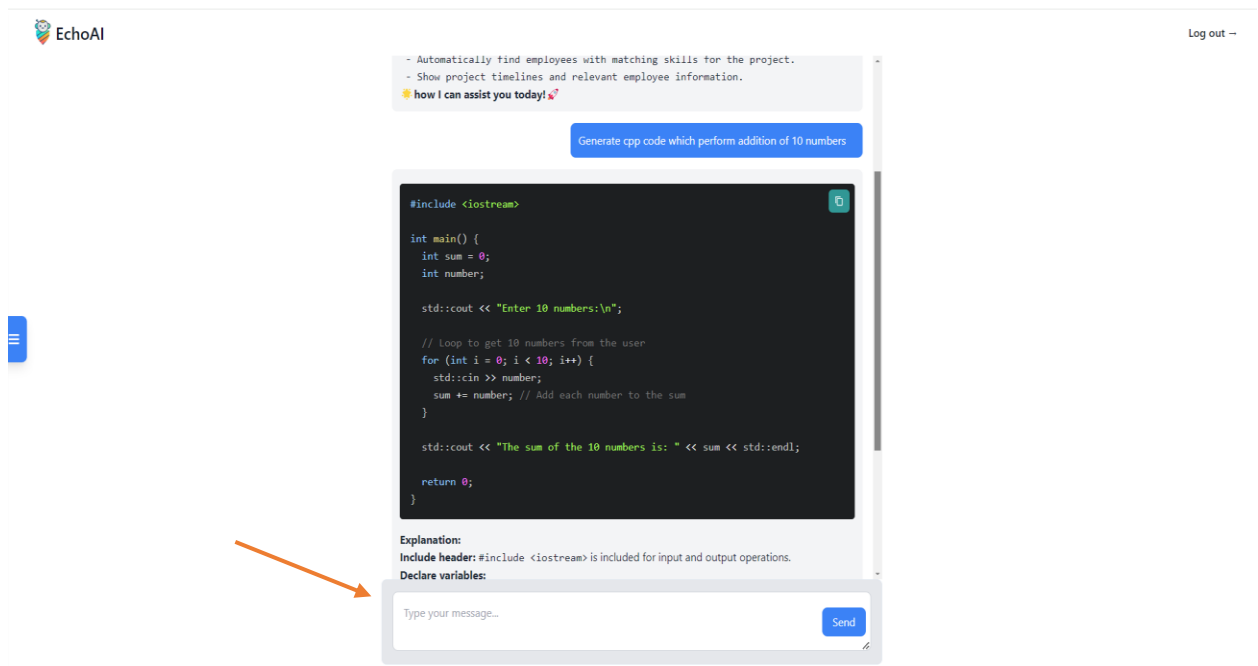 EchoAI
Log out →
- Automatically find employees with matching skills for the project.
- Show project timelines and relevant employee information.
🌟how I can assist you today!🚀
Generate cpp code which perform addition of 10 numbers
#include <iostream>
int main() {
int sum = 0;
int number;
std::cout << "Enter 10 numbers:\n";
// Loop to get 10 numbers from the user
for (int i = 0; i < 10; i++) {
std::cin >> number;
sum += number; // Add each number to the sum
}
std::cout << "The sum of the 10 numbers is: " << sum << std::endl;
return 0;
}
Explanation:
Include header: #include <iostream> is included for input and output operations.
Declare variables:
Type your message...
Send